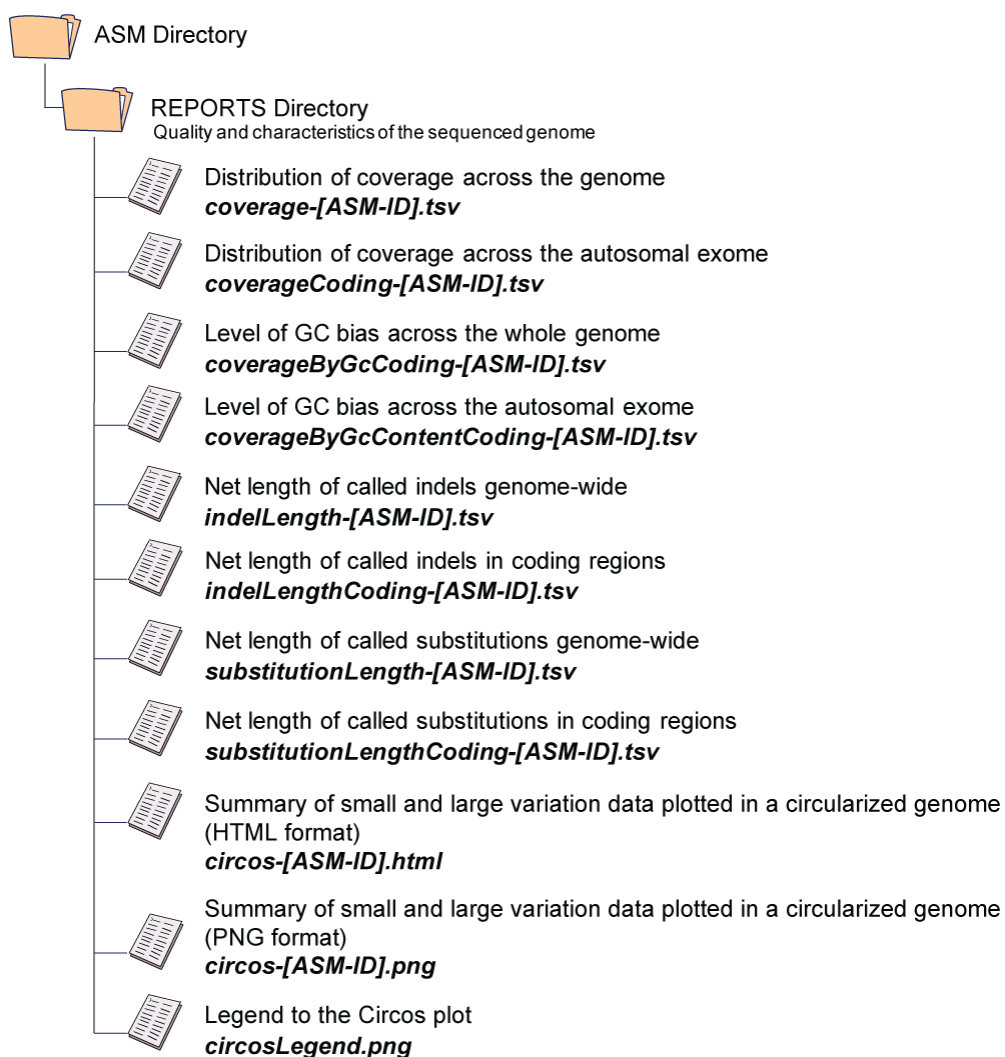 ASM Directory
REPORTS Directory
Quality and characteristics of the sequenced genome
Distribution of coverage across the genome
coverage-[ASM-ID].tsv
Distribution of coverage across the autosomal exome
coverageCoding-[ASM-ID].tsv
Level of GC bias across the whole genome
coverageByGcCoding-[ASM-ID].tsv
Level of GC bias across the autosomal exome
coverageByGcContentCoding-[ASM-ID].tsv
Net length of called indels genome-wide
indelLength-[ASM-ID].tsv
Net length of called indels in coding regions
indelLengthCoding-[ASM-ID].tsv
Net length of called substitutions genome-wide
substitutionLength-[ASM-ID].tsv
Net length of called substitutions in coding regions
substitutionLengthCoding-[ASM-ID].tsv
Summary of small and large variation data plotted in a circularized genome
(HTML format)
circos-[ASM-ID].html
Summary of small and large variation data plotted in a circularized genome
(PNG format)
circos-[ASM-ID].png
Legend to the Circos plot
circosLegend.png